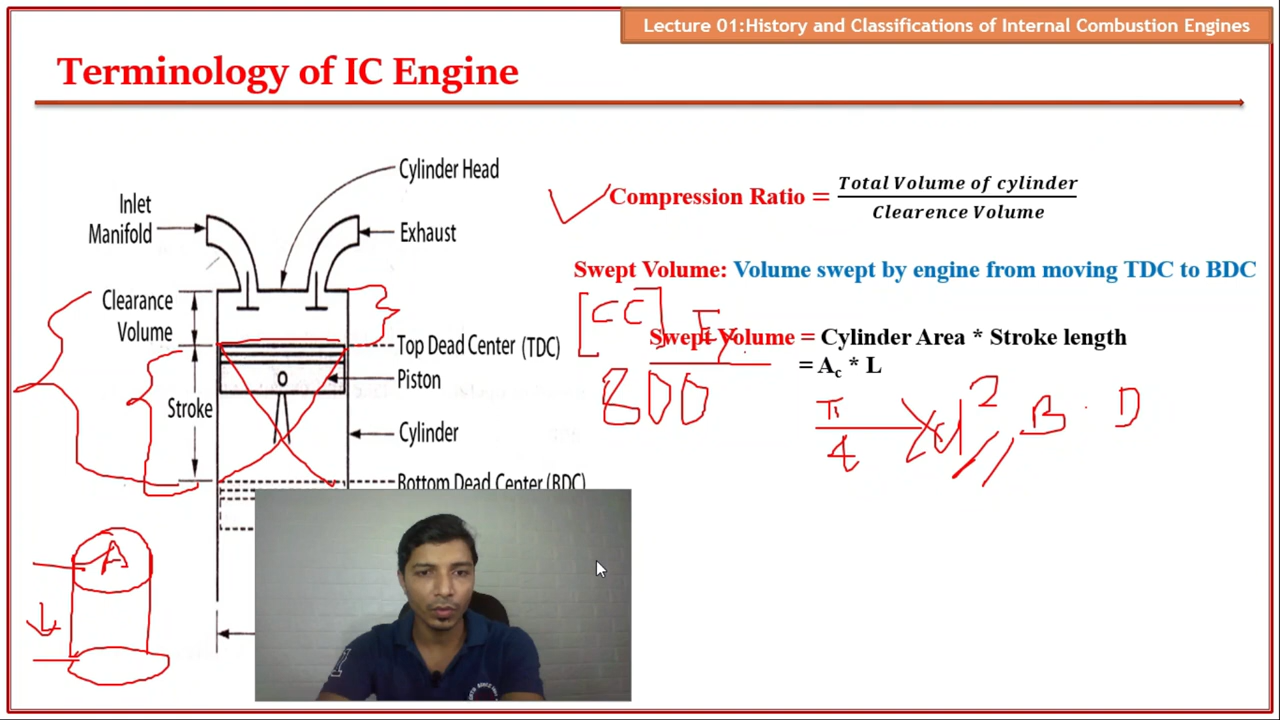 Lecture 01:History and Classifications of Internal Combustion Engines
Terminology of IC Engine
Cylinder Head
Inlet
Manifold
Exhaust
Clearance
Volume
Top Dead Center (TDC)
Piston
Stroke
Cylinder
Bottom Dead Center (BDC)
A
Compression Ratio = Total Volume of cylinder
Clearence Volume
Swept Volume: Volume swept by engine from moving TDC to BDC
[CC]
Swept Volume = Cylinder Area * Stroke length
= Ac * L
800
π
4
×d²
B
D